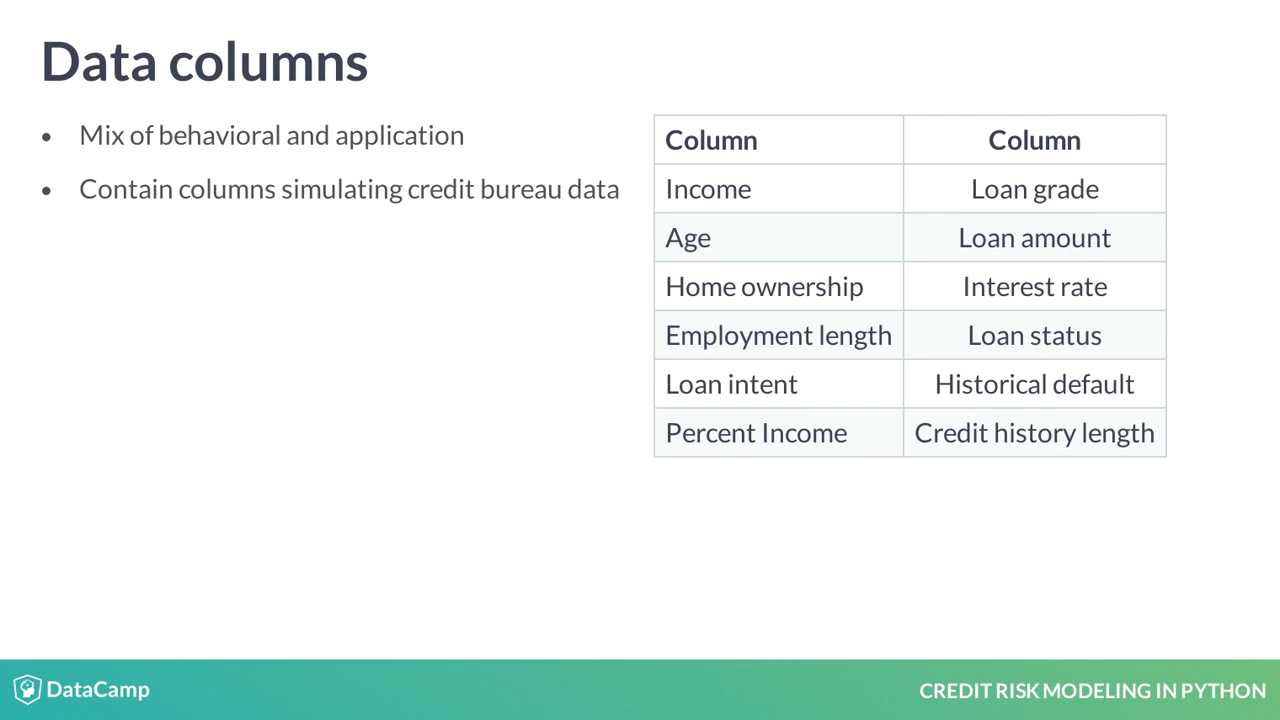 Data columns
• Mix of behavioral and application
• Contain columns simulating credit bureau data
Column Column
Income Loan grade
Age Loan amount
Home ownership Interest rate
Employment length Loan status
Loan intent Historical default
Percent Income Credit history length
DataCamp
CREDIT RISK MODELING IN PYTHON